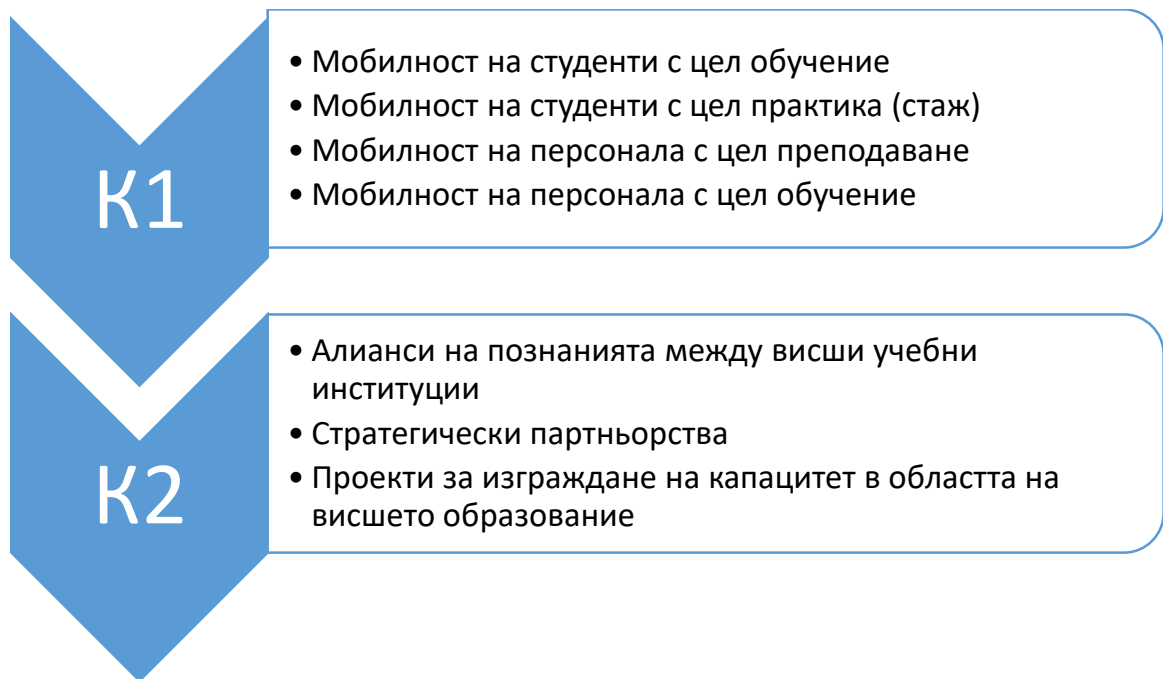 К1
• Мобилност на студенти с цел обучение
• Мобилност на студенти с цел практика (стаж)
• Мобилност на персонала с цел преподаване
• Мобилност на персонала с цел обучение
К2
• Алианси на познанията между висши учебни
институции
• Стратегически партньорства
• Проекти за изграждане на капацитет в областта на
висшето образование